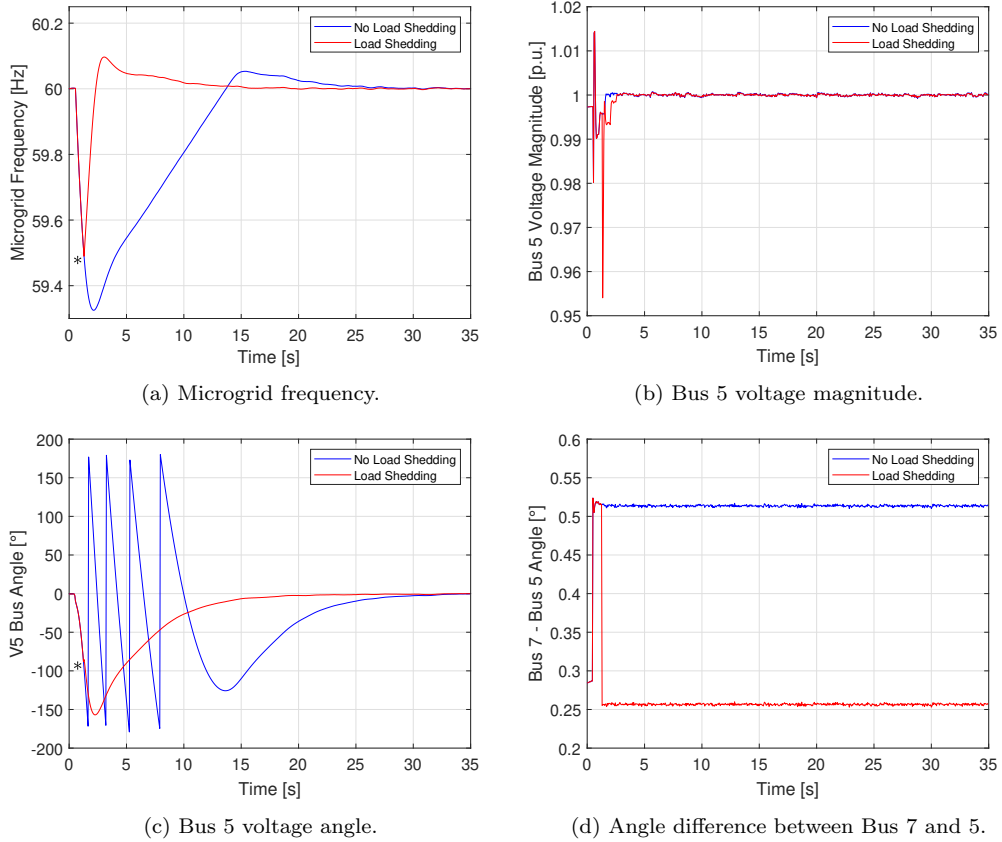 60.2
60
59.8
59.6
59.4
Microgrid Frequency [Hz]
No Load Shedding
Load Shedding
*
0 5 10 15 20 25 30 35
Time [s]
(a) Microgrid frequency.
1.02
1.01
1
0.99
0.98
0.97
0.96
0.95
Bus 5 Voltage Magnitude [p.u.]
No Load Shedding
Load Shedding
0 5 10 15 20 25 30 35
Time [s]
(b) Bus 5 voltage magnitude.
200
150
100
50
0
-50
-100
-150
-200
V5 Bus Angle [°]
No Load Shedding
Load Shedding
*
0 5 10 15 20 25 30 35
Time [s]
(c) Bus 5 voltage angle.
0.6
0.55
0.5
0.45
0.4
0.35
0.3
0.25
0.2
Bus 7 - Bus 5 Angle [°]
No Load Shedding
Load Shedding
0 5 10 15 20 25 30 35
Time [s]
(d) Angle difference between Bus 7 and 5.